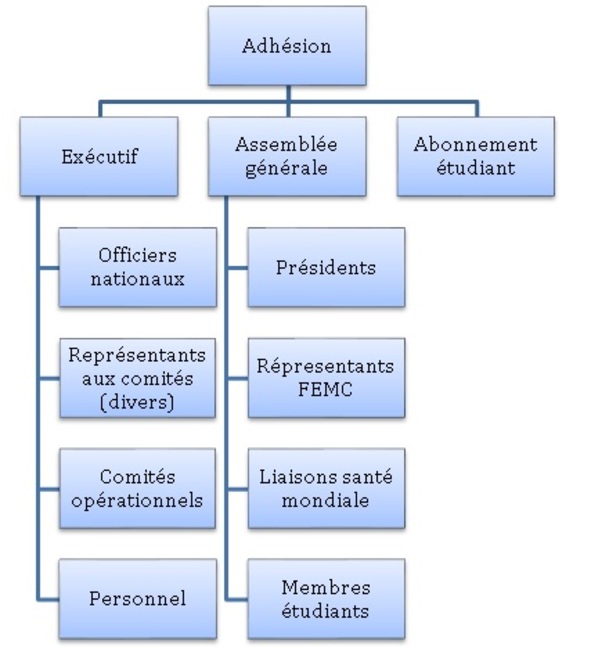 Adhésion
Exécutif
Assemblée
générale
Abonnement
étudiant
Officiers
nationaux
Représentants
aux comités
(divers)
Comités
opérationnels
Personnel
Présidents
Répresentants
FEMC
Liaisons santé
mondiale
Membres
étudiants